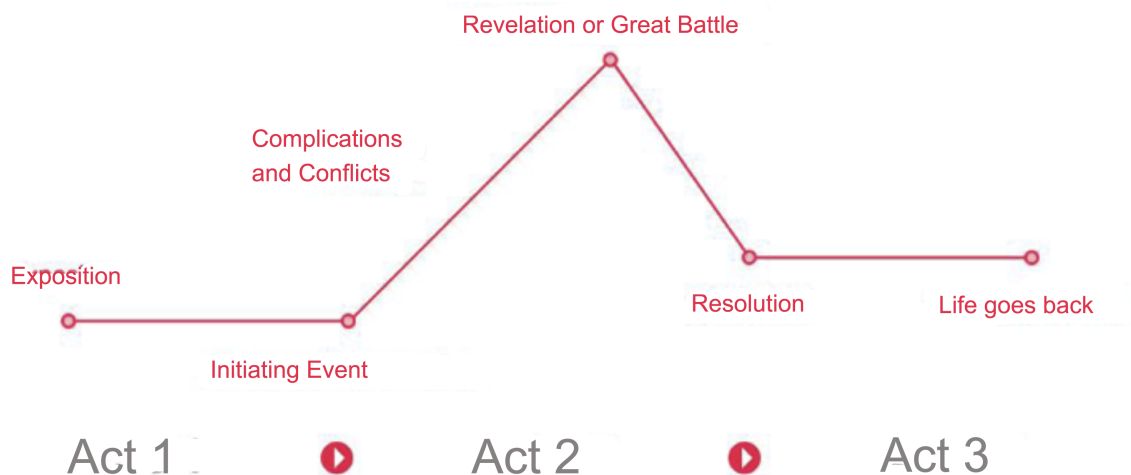 Revelation or Great Battle
Complications
and Conflicts
Exposition
Resolution
Life goes back
Initiating Event
Act 1
Act 2
Act 3